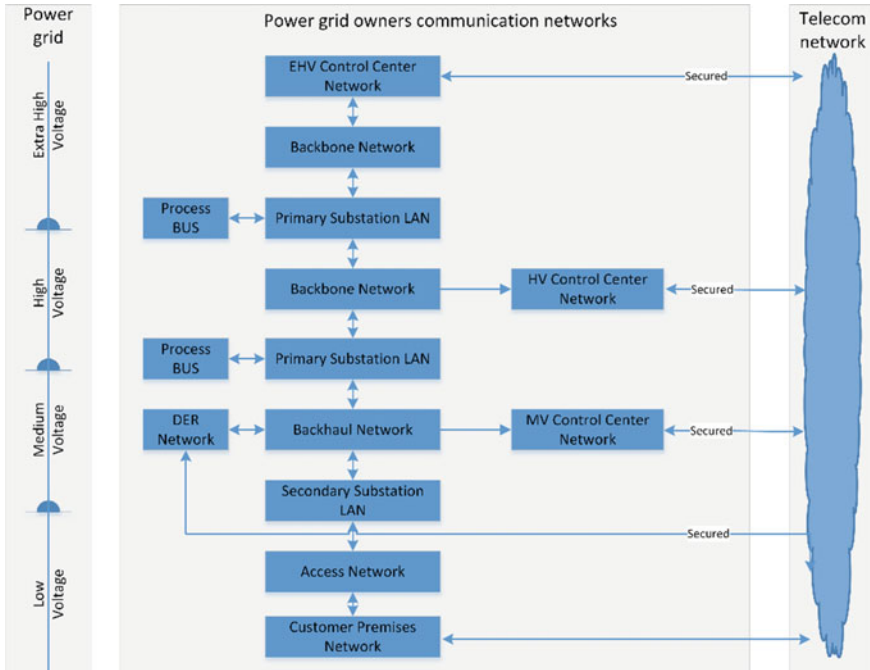 Power
grid
Power grid owners communication networks
Telecom
network
Extra High
Voltage
High
Voltage
Medium
Voltage
Low
Voltage
EHV Control Center
Network
Secured
Backbone Network
Process
BUS
Primary Substation LAN
Backbone Network
HV Control Center
Network
Secured
Process
BUS
Primary Substation LAN
DER
Network
Backhaul Network
MV Control Center
Network
Secured
Secondary Substation
LAN
Secured
Access Network
Customer Premises
Network